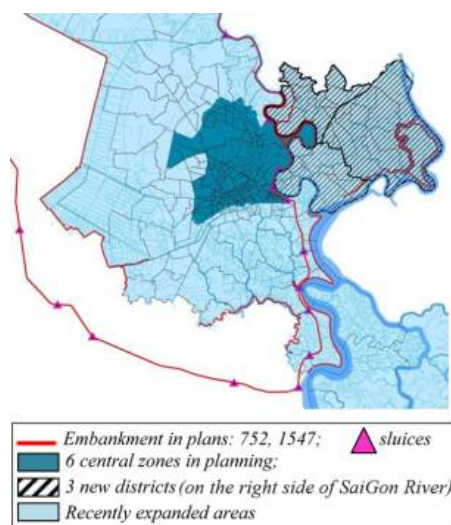 Embankment in plans: 752, 1547; sluices
6 central zones in planning;
3 new districts (on the right side of SaiGon River)
Recently expanded areas